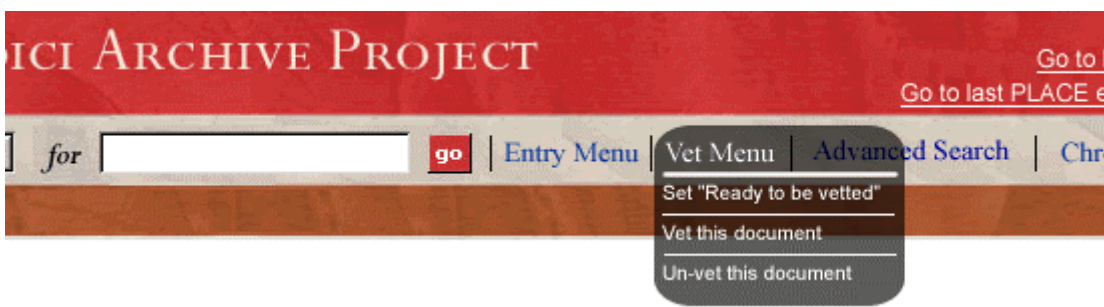 ICI ARCHIVE PROJECT
Go to
Go to last PLACE e
for go Entry Menu Vet Menu Advanced Search Chr
Set "Ready to be vetted"
Vet this document
Un-vet this document